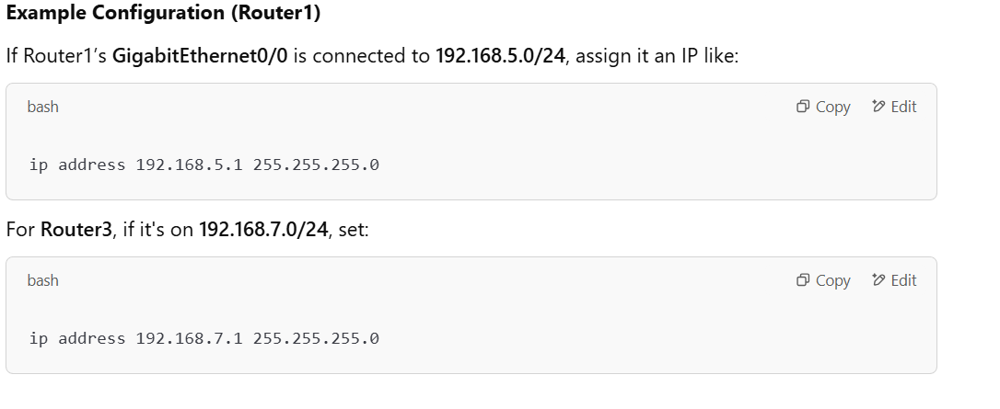 Example Configuration (Router1)
If Router1’s GigabitEthernet0/0 is connected to 192.168.5.0/24, assign it an IP like:
bash Copy Edit
ip address 192.168.5.1 255.255.255.0
For Router3, if it's on 192.168.7.0/24, set:
bash Copy Edit
ip address 192.168.7.1 255.255.255.0